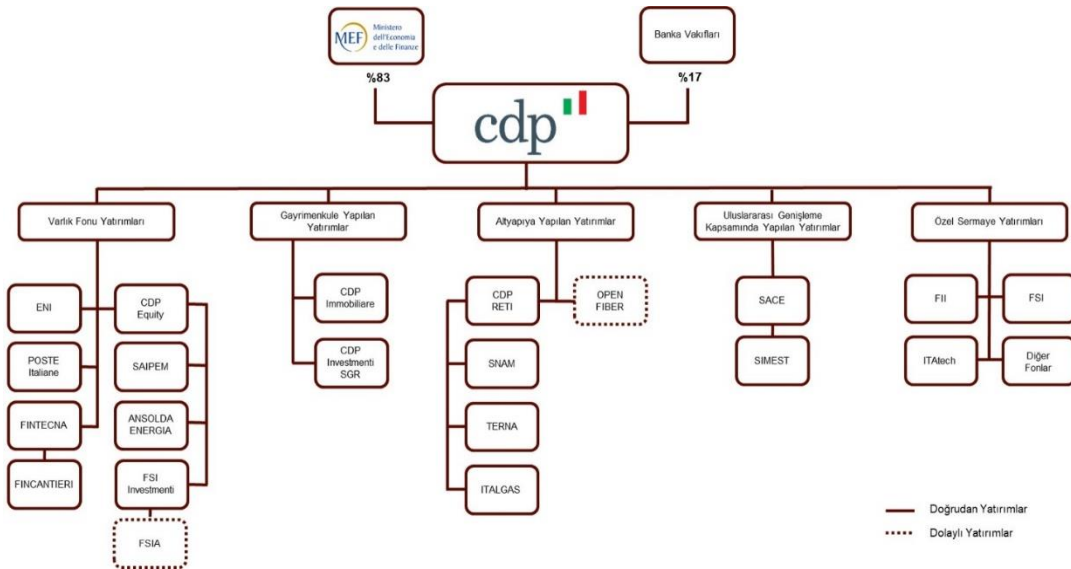 MEF
Ministero
dell'Economia
e delle Finanze
Banka Vakıfları
%83
%17
cdp
Varlık Fonu Yatırımları
Gayrimenkule Yapılan
Yatırımlar
Altyapıya Yapılan Yatırımlar
Uluslararası Genişleme
Kapsamında Yapılan Yatırımlar
Özel Sermaye Yatırımları
ENI
CDP
Equity
POSTE
Italiane
SAIPEM
FINTECNA
ANSOLDA
ENERGIA
FINCANTIERI
FSI
Investmenti
FSIA
CDP
Immobiliare
CDP
Investimenti
SGR
CDP
RETI
OPEN
FIBER
SNAM
TERNA
ITALGAS
SACE
SIMEST
FII
FSI
ITAtech
Diğer
Fonlar
Doğrudan Yatırımlar
Dolaylı Yatırımlar